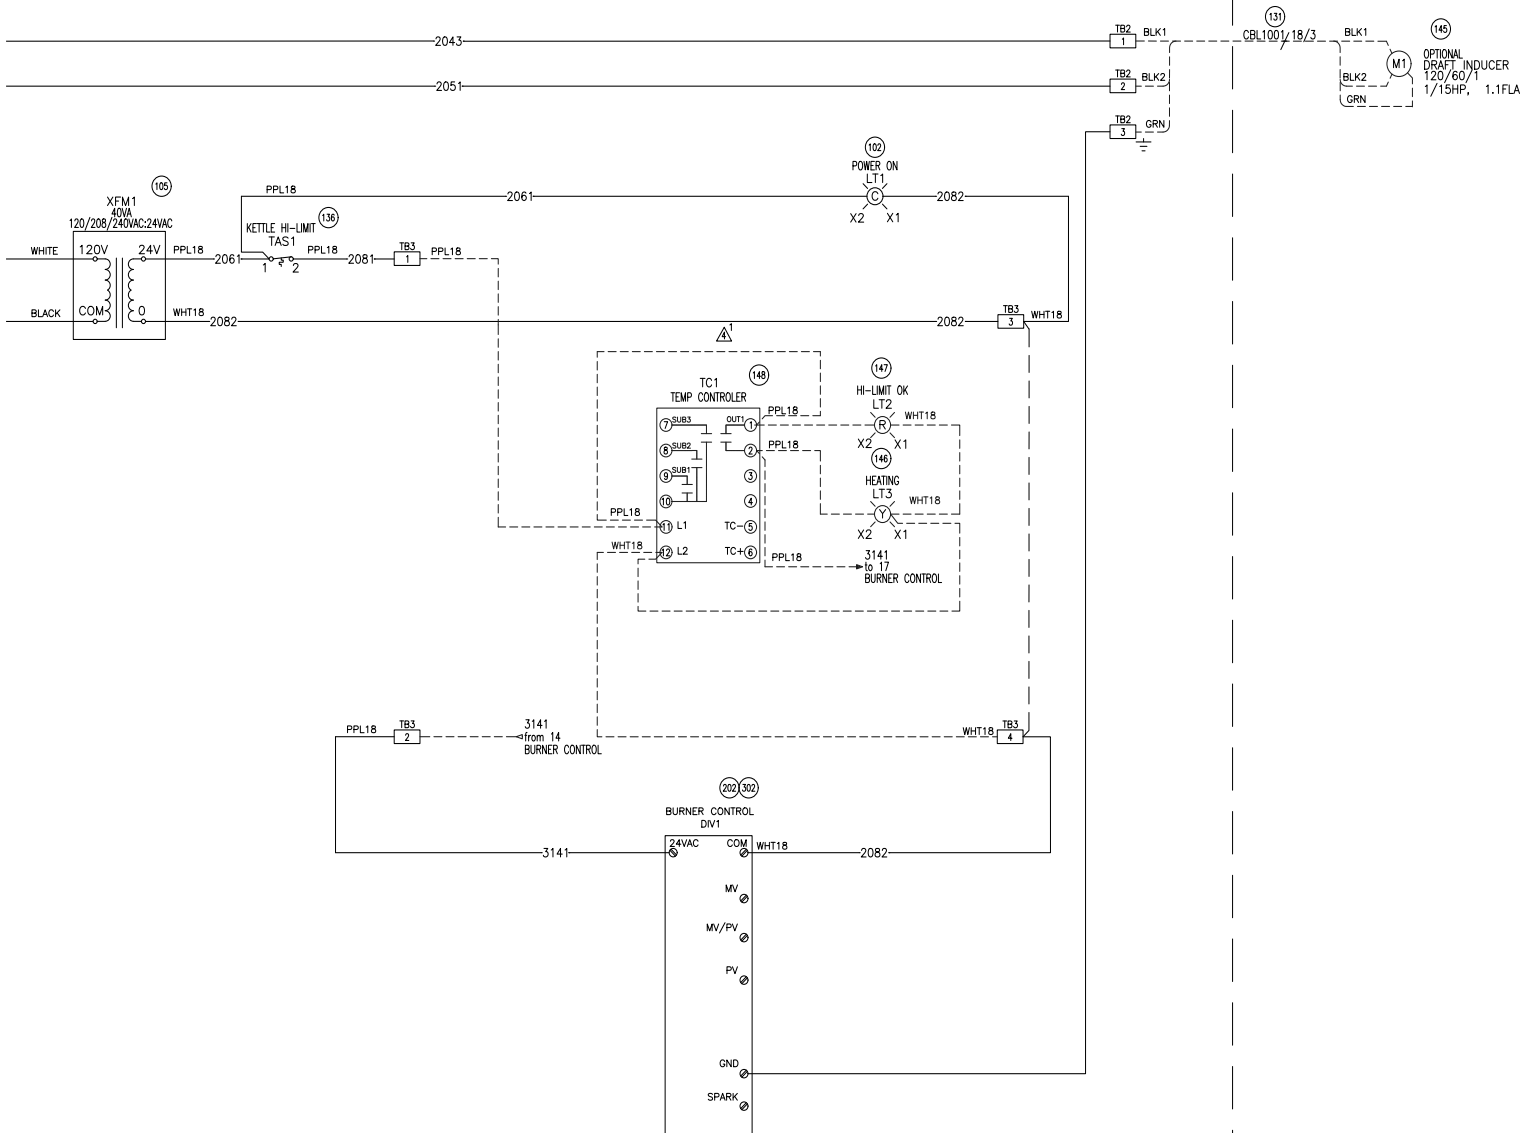 2043
TB2
1
BLK1
131
CBL1001/18/3
BLK1
145
OPTIONAL
DRAFT INDUCER
120/60/1
1/15HP, 1.1FLA
M1
2051
TB2
2
BLK2
BLK2
GRN
TB2
3
GRN
102
POWER ON
LT1
C
X2
X1
PPL18
2061
2082
105
XFM1
40VA
120/208/240VAC:24VAC
136
KETTLE HI-LIMIT
TAS1
WHITE
120V
24V
PPL18
2061
1
2
PPL18
2081
TB3
1
PPL18
BLACK
COM
0
WHT18
2082
2082
TB3
3
WHT18
4
1
TC1
TEMP CONTROLER
148
147
HI-LIMIT OK
LT2
R
X2
X1
PPL18
WHT18
7
SUB3
OUT1
1
8
SUB2
2
PPL18
9
SUB1
3
10
4
PPL18
11
L1
TC-
5
WHT18
12
L2
TC+
6
146
HEATING
LT3
Y
X2
X1
WHT18
PPL18
3141
to 17
BURNER CONTROL
PPL18
TB3
2
3141
from 14
BURNER CONTROL
WHT18
TB3
4
202
302
BURNER CONTROL
DIV1
3141
24VAC
COM
WHT18
2082
MV
MV/PV
PV
GND
SPARK